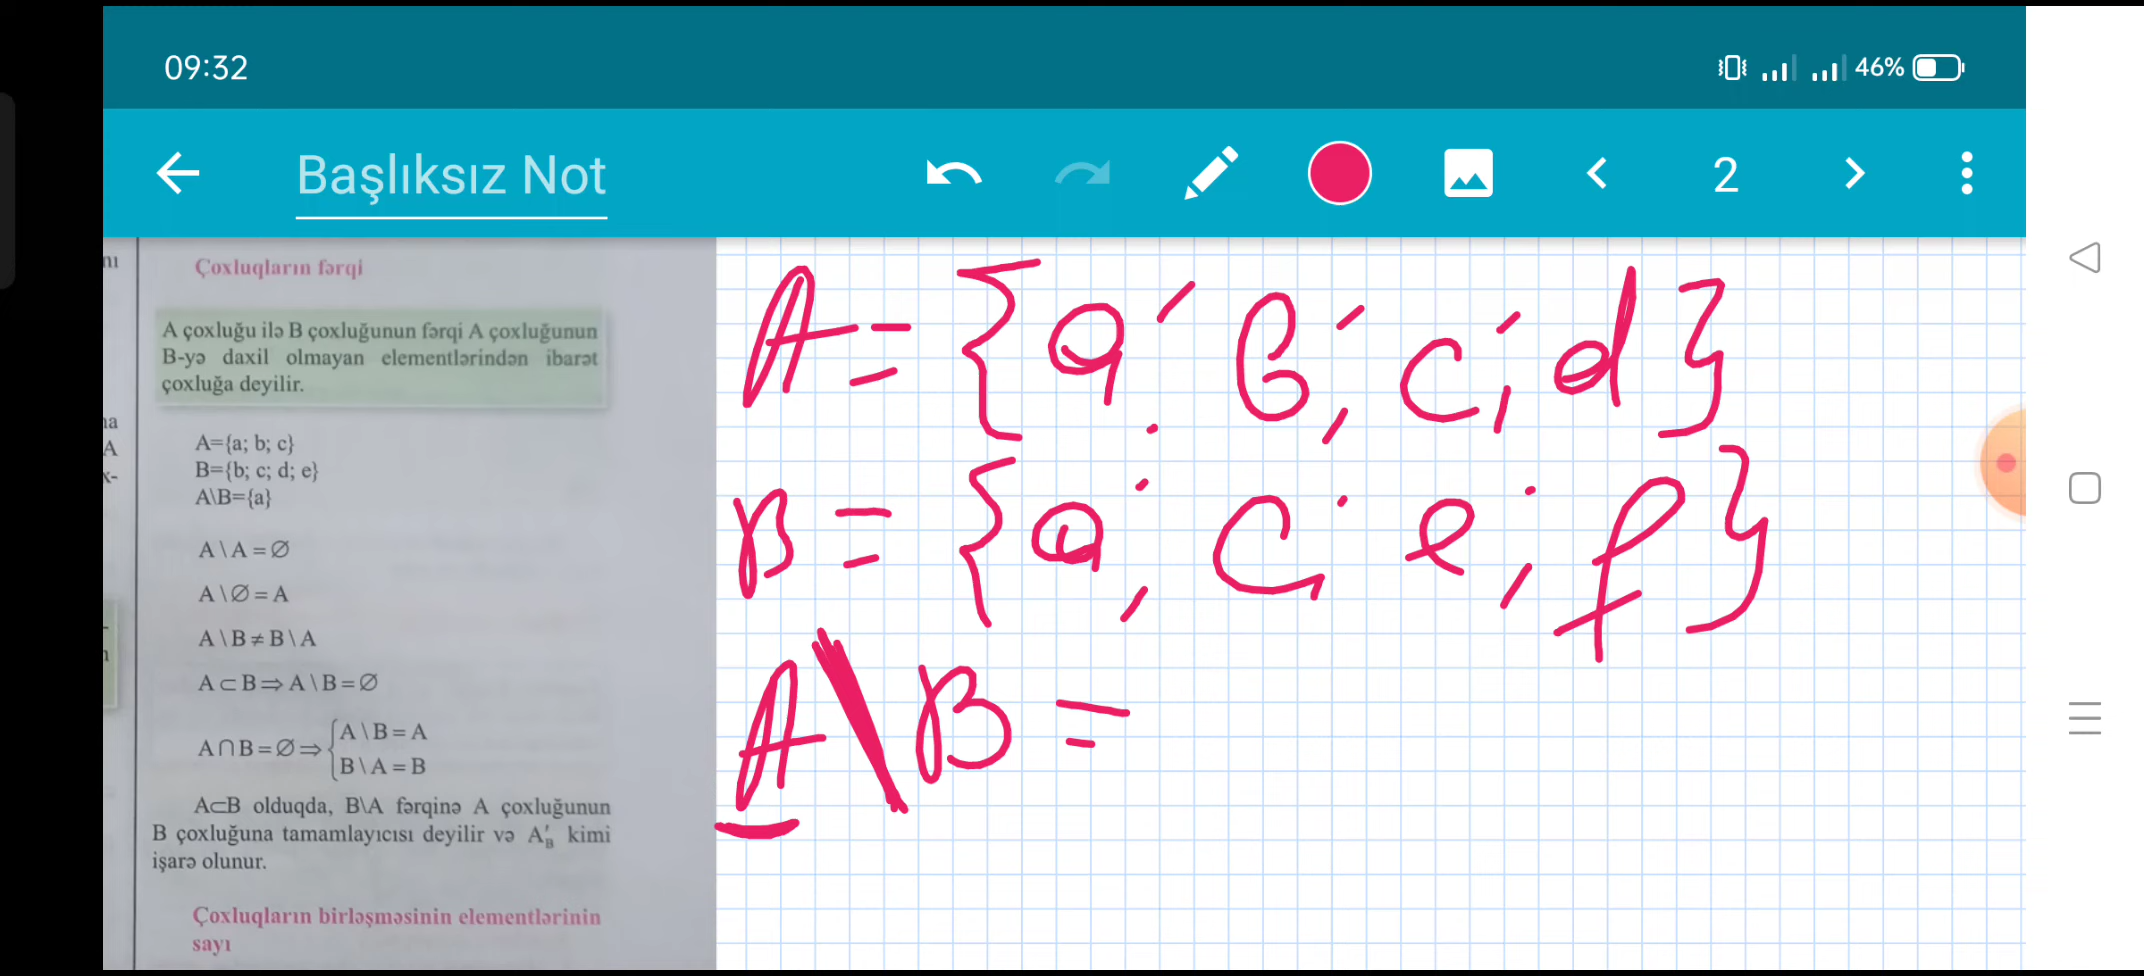 09:32
46%
Başlıksız Not
2
nı
Çoxluqların fərqi
A çoxluğu ilə B çoxluğunun fərqi A çoxluğunun
B-yə daxil olmayan elementlərindən ibarət
çoxluğa deyilir.
A
A={a; b; c}
B={b; c; d; e}
A\B={a}
A \ A = ∅
A \ ∅ = A
A \ B ≠ B \ A
A ⊂ B ⇒ A \ B = ∅
A ∩ B = ∅ ⇒ { A \ B = A
B \ A = B
A⊂B olduqda, B\A fərqinə A çoxluğunun
B çoxluğuna tamamlayıcısı deyilir və A′B kimi
işarə olunur.
Çoxluqların birləşməsinin elementlərinin
sayı
A = {a; b; c; d}
B = {a; c; e; f}
A\B =